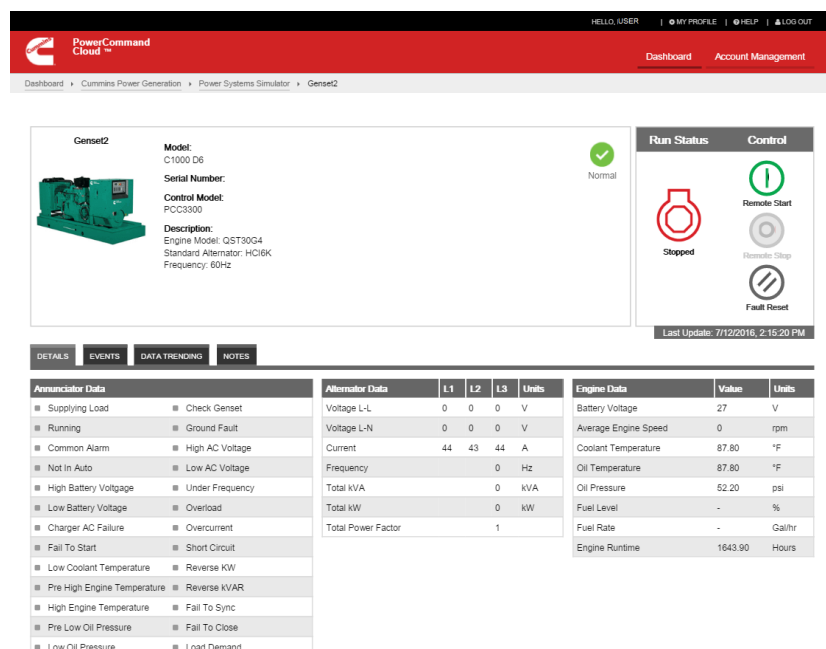 HELLO, iUSER | MY PROFILE | HELP | LOG OUT
PowerCommand
Cloud ™
Dashboard Account Management
Dashboard Cummins Power Generation Power Systems Simulator Genset2
Genset2
Model:
C1000 D6
Serial Number:
Control Model:
PCC3300
Description:
Engine Model: QST30G4
Standard Alternator: HCI6K
Frequency: 60Hz
Normal
Run Status Control
Stopped
Remote Start
Remote Stop
Fault Reset
Last Update: 7/12/2016, 2:15:20 PM
DETAILS EVENTS DATA TRENDING NOTES
Annunciator Data
Supplying Load Check Genset
Running Ground Fault
Common Alarm High AC Voltage
Not In Auto Low AC Voltage
High Battery Voltgage Under Frequency
Low Battery Voltage Overload
Charger AC Failure Overcurrent
Fail To Start Short Circuit
Low Coolant Temperature Reverse KW
Pre High Engine Temperature Reverse kVAR
High Engine Temperature Fail To Sync
Pre Low Oil Pressure Fail To Close
Low Oil Pressure Load Demand
Alternator Data L1 L2 L3 Units
Voltage L-L 0 0 0 V
Voltage L-N 0 0 0 V
Current 44 43 44 A
Frequency 0 Hz
Total kVA 0 kVA
Total kW 0 kW
Total Power Factor 1
Engine Data Value Units
Battery Voltage 27 V
Average Engine Speed 0 rpm
Coolant Temperature 87.80 °F
Oil Temperature 87.80 °F
Oil Pressure 52.20 psi
Fuel Level - %
Fuel Rate - Gal/hr
Engine Runtime 1643.90 Hours